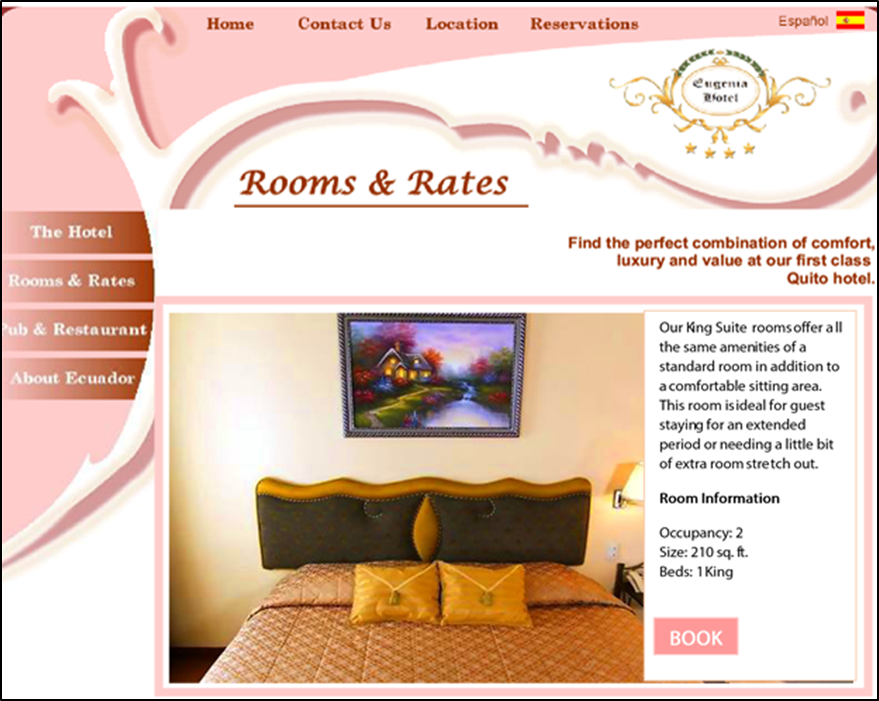 Home Contact Us Location Reservations Español
Eugenia
Hotel
Rooms & Rates
The Hotel
Rooms & Rates
Pub & Restaurant
About Ecuador
Find the perfect combination of comfort,
luxury and value at our first class
Quito hotel.
Our King Suite rooms offer all
the same amenities of a
standard room in addition to
a comfortable sitting area.
This room is ideal for guest
staying for an extended
period or needing a little bit
of extra room stretch out.
Room Information
Occupancy: 2
Size: 210 sq. ft.
Beds: 1 King
BOOK